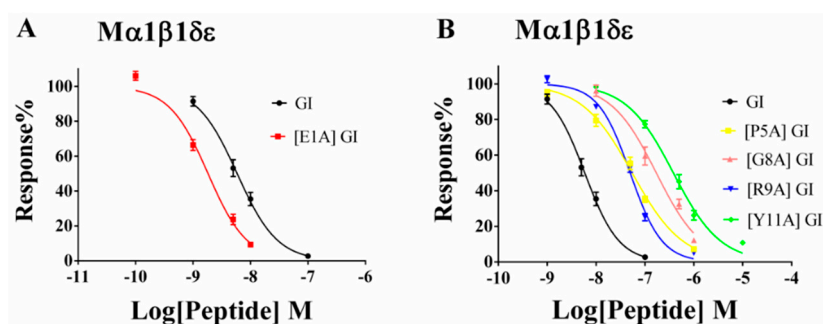 A
Mα1β1δε
Response%
100
80
60
40
20
0
-11 -10 -9 -8 -7 -6
Log[Peptide] M
GI
[E1A] GI
B
Mα1β1δε
Response%
100
80
60
40
20
0
-10 -9 -8 -7 -6 -5 -4
Log[Peptide] M
GI
[P5A] GI
[G8A] GI
[R9A] GI
[Y11A] GI